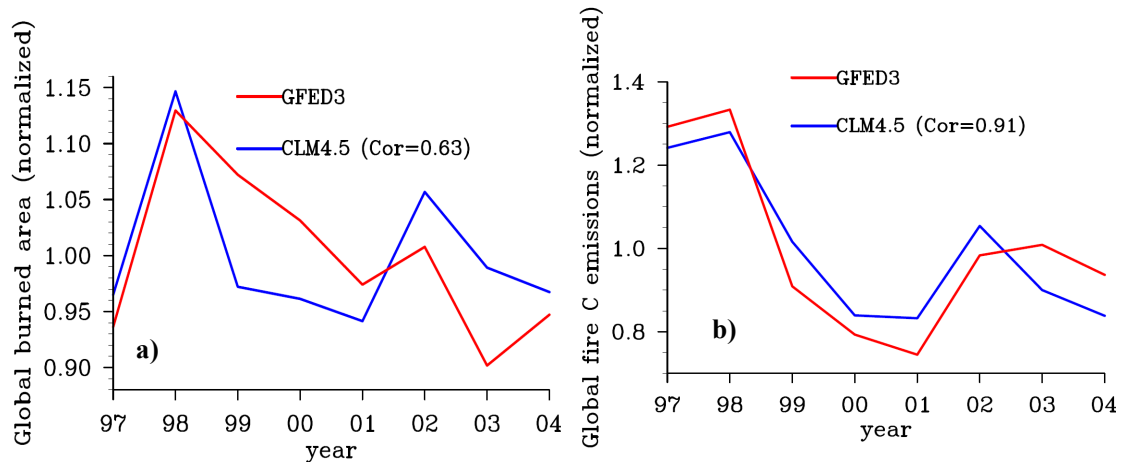 Global burned area (normalized)
1.15
1.10
1.05
1.00
0.95
0.90
GFED3
CLM4.5 (Cor=0.63)
a)
97 98 99 00 01 02 03 04
year
Global fire C emissions (normalized)
1.4
1.2
1.0
0.8
GFED3
CLM4.5 (Cor=0.91)
b)
97 98 99 00 01 02 03 04
year